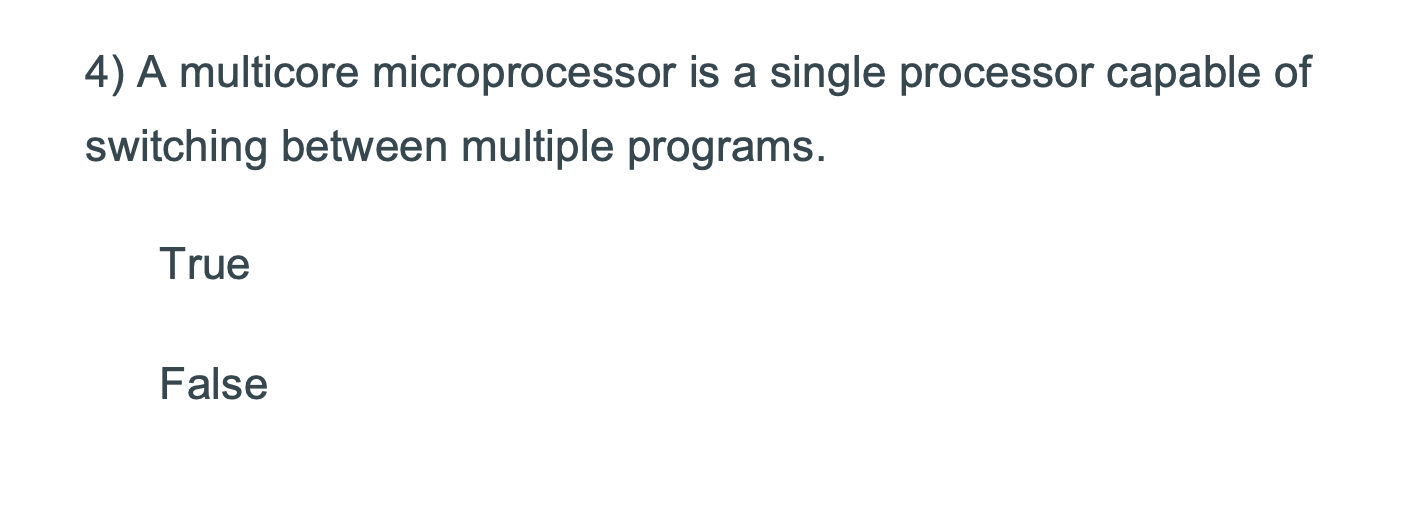 4) A multicore microprocessor is a single processor capable of
switching between multiple programs.
True
False